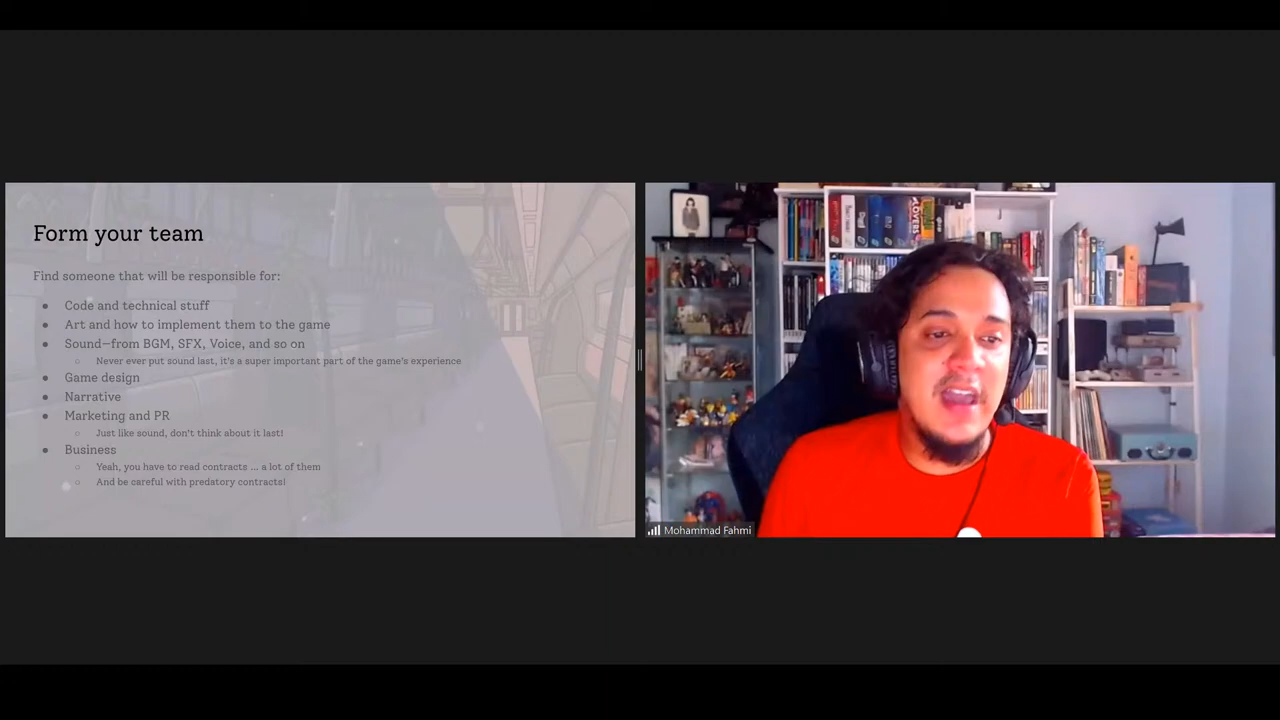 Form your team
Find someone that will be responsible for:
● Code and technical stuff
● Art and how to implement them to the game
● Sound—from BGM, SFX, Voice, and so on
○ Never ever put sound last, it's a super important part of the game's experience
● Game design
● Narrative
● Marketing and PR
○ Just like sound, don't think about it last!
● Business
○ Yeah, you have to read contracts ... a lot of them
○ And be careful with predatory contracts!
Mohammad Fahmi